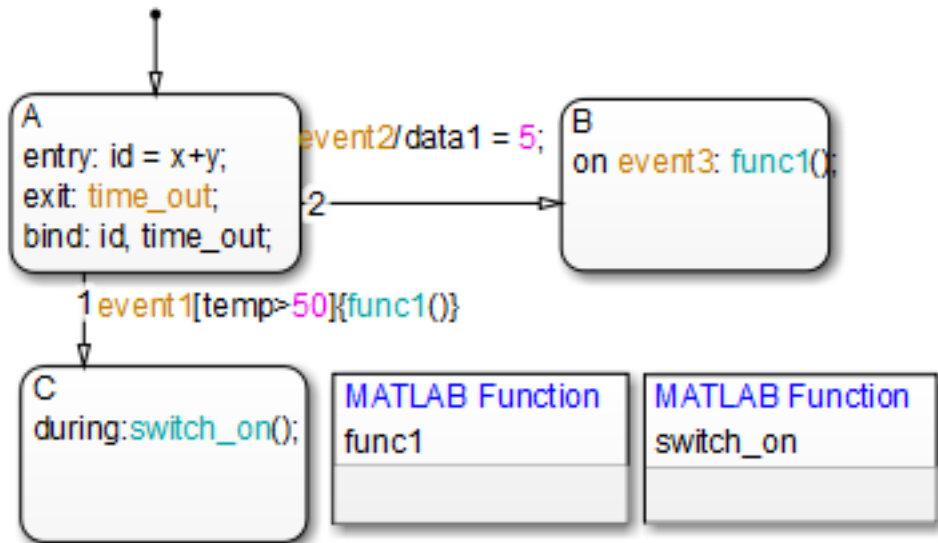 A
entry: id = x+y;
exit: time_out;
bind: id, time_out;
event2/data1 = 5;
2
B
on event3: func1();
1 event1[temp>50]{func1()}
C
during:switch_on();
MATLAB Function
func1
MATLAB Function
switch_on